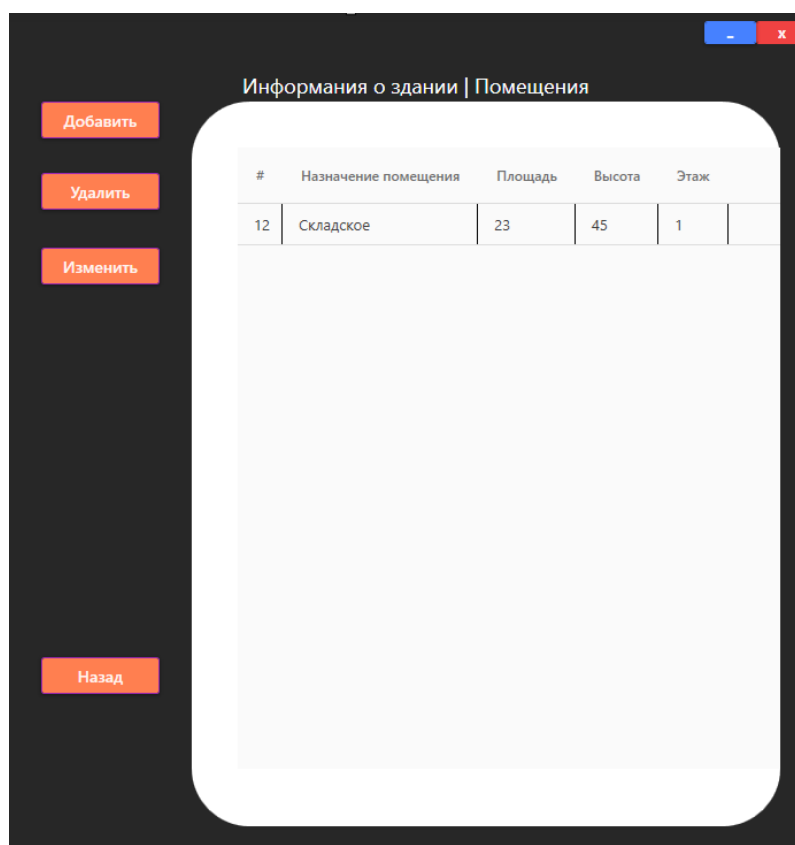 _ x
Информания о здании | Помещения
Добавить
Удалить
Изменить
Назад
# Назначение помещения Площадь Высота Этаж
12 Складское 23 45 1